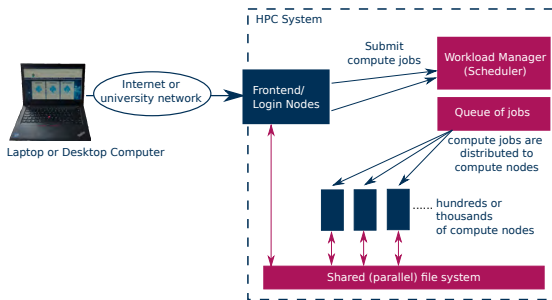 HPC System
Submit
compute jobs
Workload Manager
(Scheduler)
Internet or
university network
Frontend/
Login Nodes
Queue of jobs
Laptop or Desktop Computer
compute jobs are
distributed to
compute nodes
...... hundreds or
thousands
of compute nodes
Shared (parallel) file system